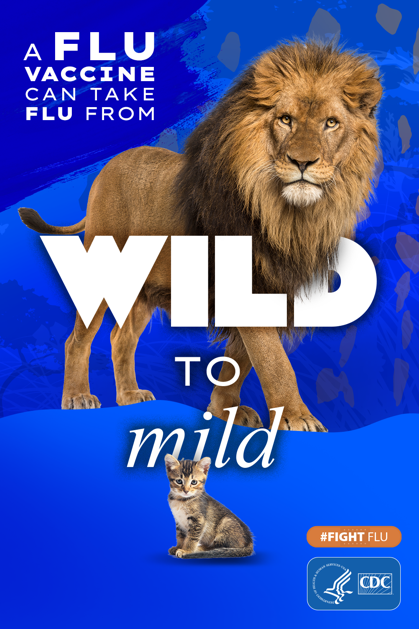 A FLU
VACCINE
CAN TAKE
FLU FROM
WILD
TO
mild
#FIGHT FLU
CDC